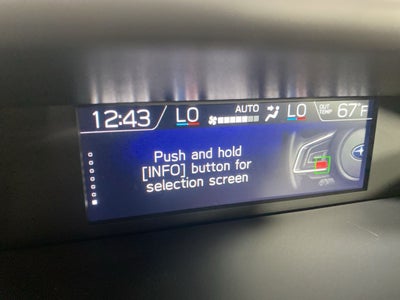 12:43 LO AUTO LO OUT TEMP 67°F
Push and hold
[INFO] button for
selection screen